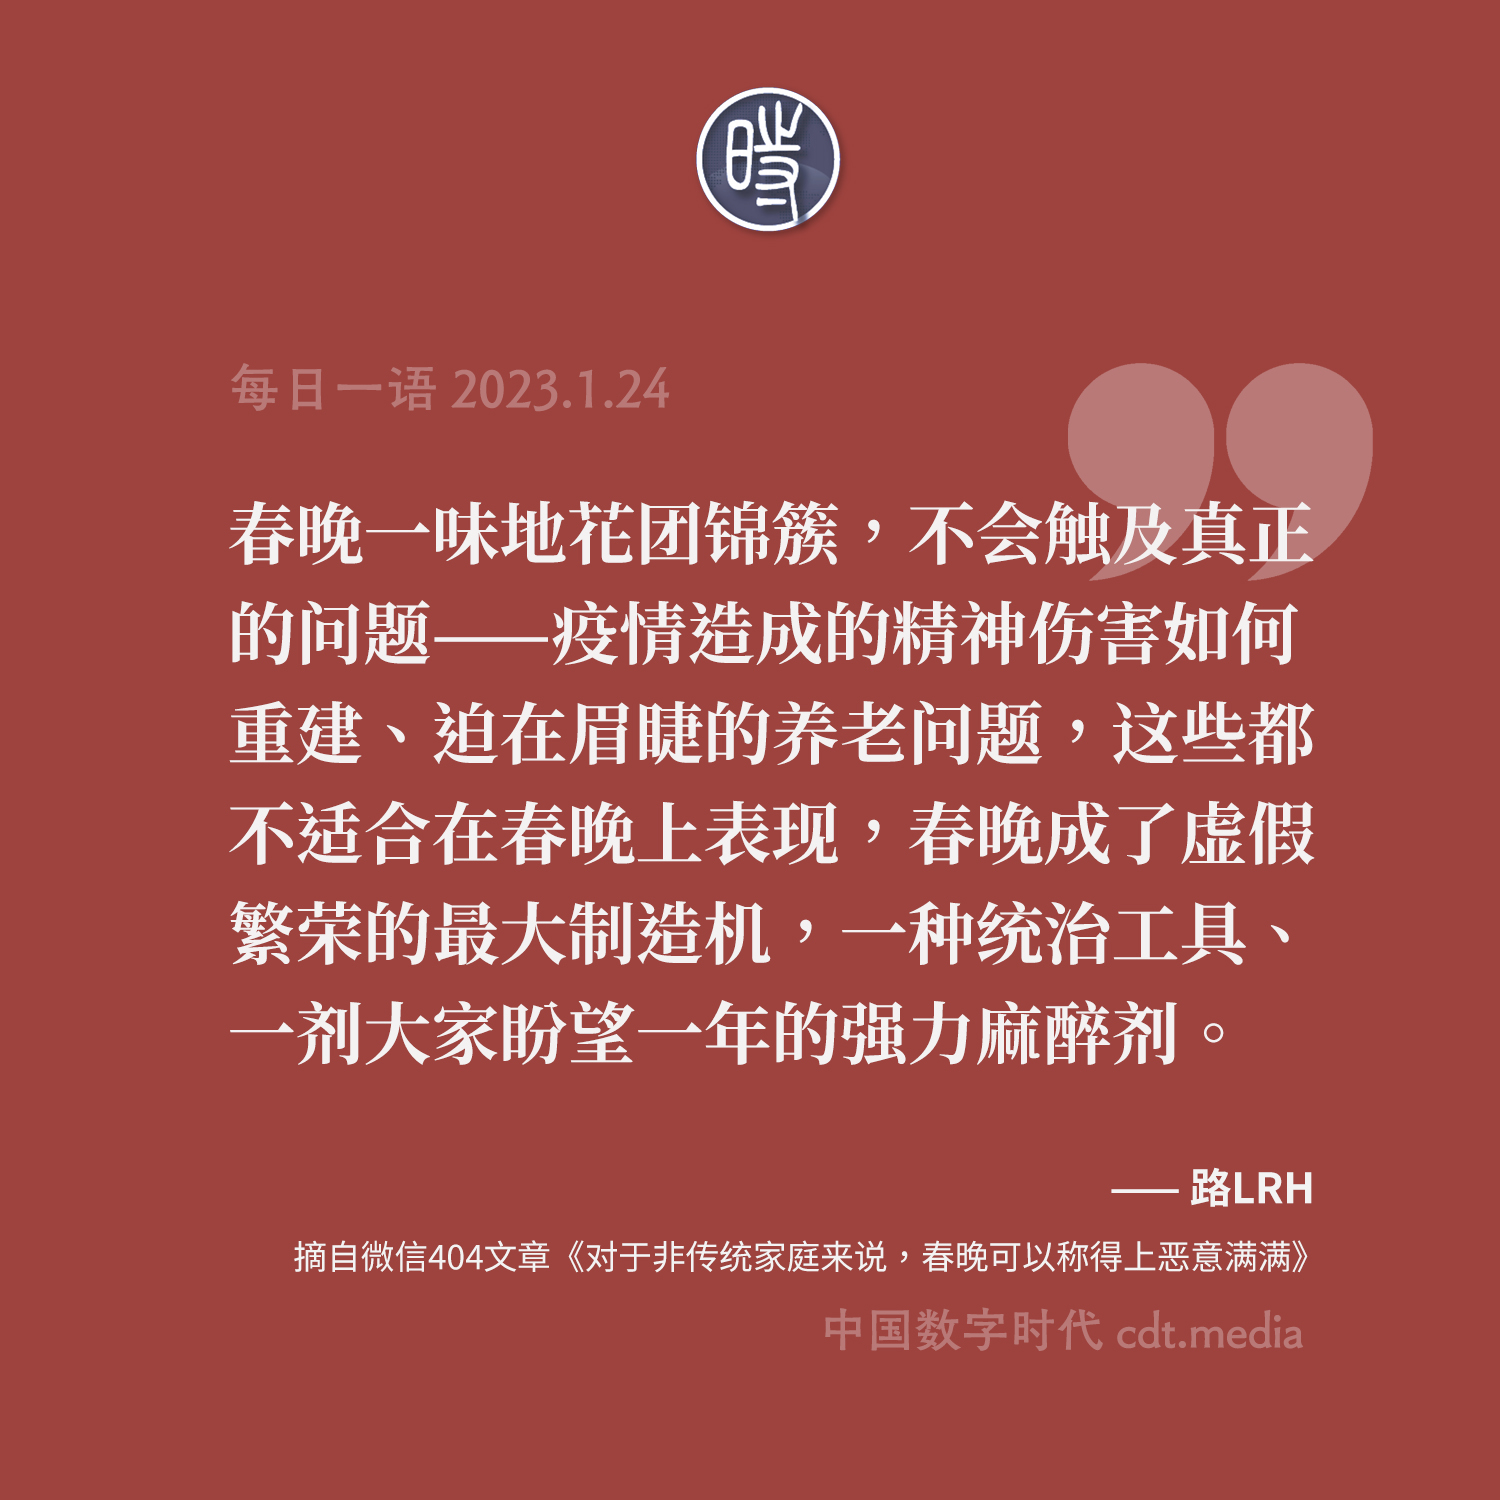 時
每日一语 2023.1.24
春晚一味地花团锦簇，不会触及真正
的问题——疫情造成的精神伤害如何
重建、迫在眉睫的养老问题，这些都
不适合在春晚上表现，春晚成了虚假
繁荣的最大制造机，一种统治工具、
一剂大家盼望一年的强力麻醉剂。
—— 路LRH
摘自微信404文章《对于非传统家庭来说，春晚可以称得上恶意满满》
中国数字时代 cdt.media